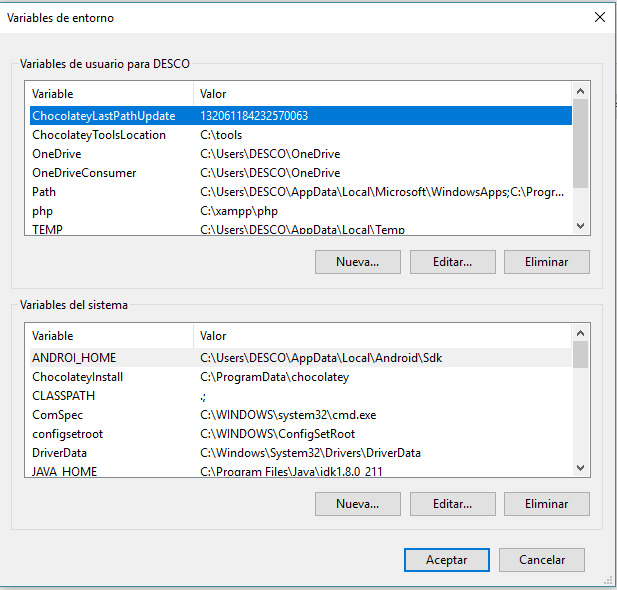 Variables de entorno
Variables de usuario para DESCO
Variable Valor
ChocolateyLastPathUpdate 132061184232570063
ChocolateyToolsLocation C:\tools
OneDrive C:\Users\DESCO\OneDrive
OneDriveConsumer C:\Users\DESCO\OneDrive
Path C:\Users\DESCO\AppData\Local\Microsoft\WindowsApps;C:\Progr...
php C:\xampp\php
TEMP C:\Users\DESCO\AppData\Local\Temp
Nueva... Editar... Eliminar
Variables del sistema
Variable Valor
ANDROI_HOME C:\Users\DESCO\AppData\Local\Android\Sdk
ChocolateyInstall C:\ProgramData\chocolatey
CLASSPATH .;
ComSpec C:\WINDOWS\system32\cmd.exe
configsetroot C:\WINDOWS\ConfigSetRoot
DriverData C:\Windows\System32\Drivers\DriverData
JAVA_HOME C:\Program Files\Java\jdk1.8.0_211
Nueva... Editar... Eliminar
Aceptar Cancelar